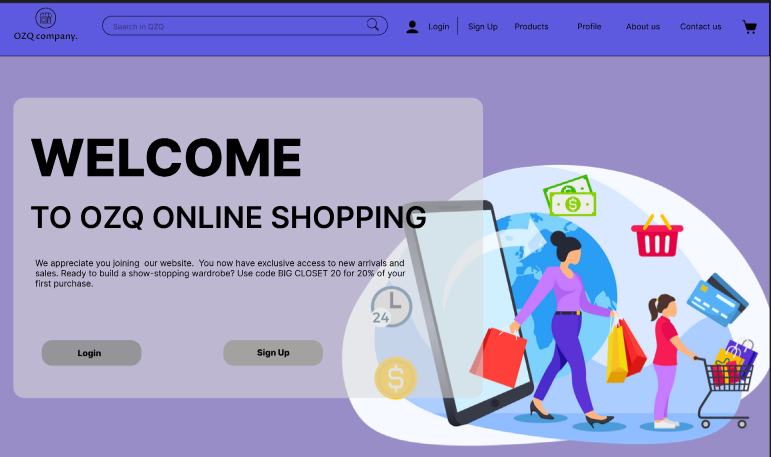 OZQ company.
Search in OZQ
Login
Sign Up
Products
Profile
About us
Contact us
WELCOME
TO OZQ ONLINE SHOPPING
We appreciate you joining our website. You now have exclusive access to new arrivals and
sales. Ready to build a show-stopping wardrobe? Use code BIG CLOSET 20 for 20% of your
first purchase.
24
$
$
Login
Sign Up